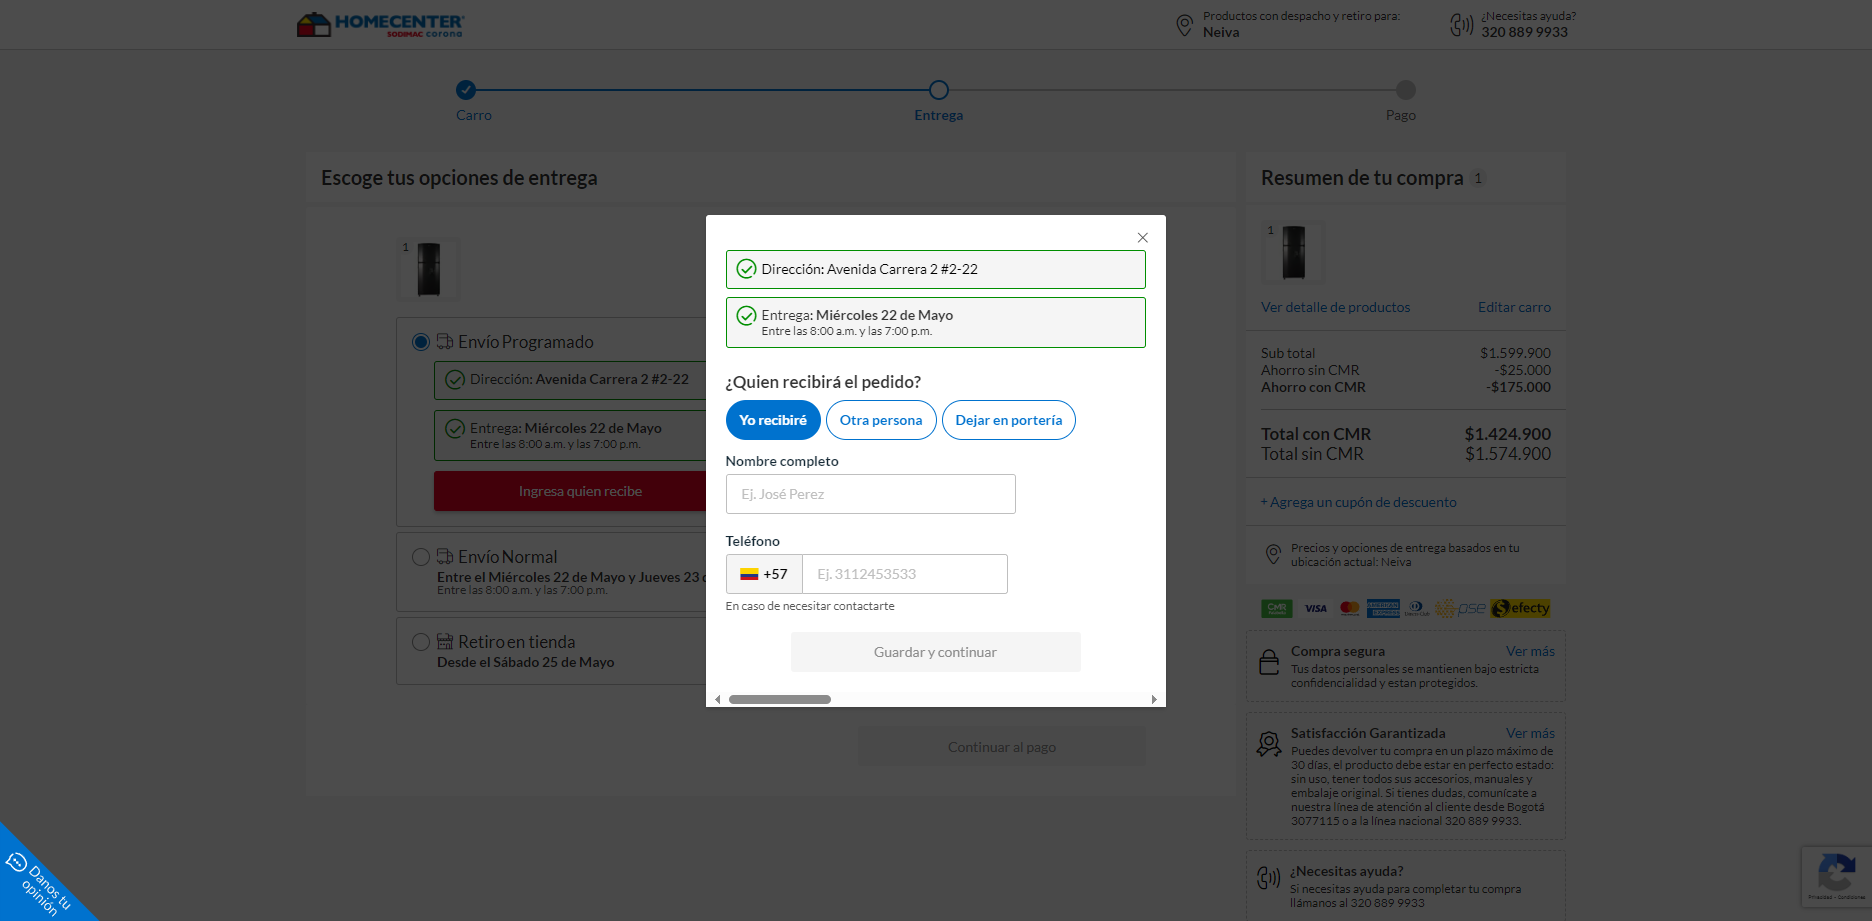 HOMECENTER
SODIMAC corona
Productos con despacho y retiro para:
Neiva
¿Necesitas ayuda?
320 889 9933
Carro
Entrega
Pago
Escoge tus opciones de entrega
1
Envío Programado
Dirección: Avenida Carrera 2 #2-22
Entrega: Miércoles 22 de Mayo
Entre las 8:00 a.m. y las 7:00 p.m.
Ingresa quien recibe
Envío Normal
Entre el Miércoles 22 de Mayo y Jueves 23 d
Entre las 8:00 a.m. y las 7:00 p.m.
Retiro en tienda
Desde el Sábado 25 de Mayo
Continuar al pago
Dirección: Avenida Carrera 2 #2-22
Entrega: Miércoles 22 de Mayo
Entre las 8:00 a.m. y las 7:00 p.m.
¿Quien recibirá el pedido?
Yo recibiré
Otra persona
Dejar en portería
Nombre completo
Ej. José Perez
Teléfono
+57
Ej. 3112453533
En caso de necesitar contactarte
Guardar y continuar
Resumen de tu compra 1
1
Ver detalle de productos
Editar carro
Sub total $1.599.900
Ahorro sin CMR -$25.000
Ahorro con CMR -$175.000
Total con CMR $1.424.900
Total sin CMR $1.574.900
+ Agrega un cupón de descuento
Precios y opciones de entrega basados en tu
ubicación actual: Neiva
CMR VISA AMERICAN EXPRESS Diners Club pse efecty
Compra segura Ver más
Tus datos personales se mantienen bajo estricta
confidencialidad y estan protegidos.
Satisfacción Garantizada Ver más
Puedes devolver tu compra en un plazo máximo de
30 días, el producto debe estar en perfecto estado:
sin uso, tener todos sus accesorios, manuales y
embalaje original. Si tienes dudas, comunícate a
nuestra línea de atención al cliente desde Bogotá
3077115 o a la línea nacional 320 889 9933.
¿Necesitas ayuda?
Si necesitas ayuda para completar tu compra
llámanos al 320 889 9933
Danos tu
opinión
Privacidad - Condiciones